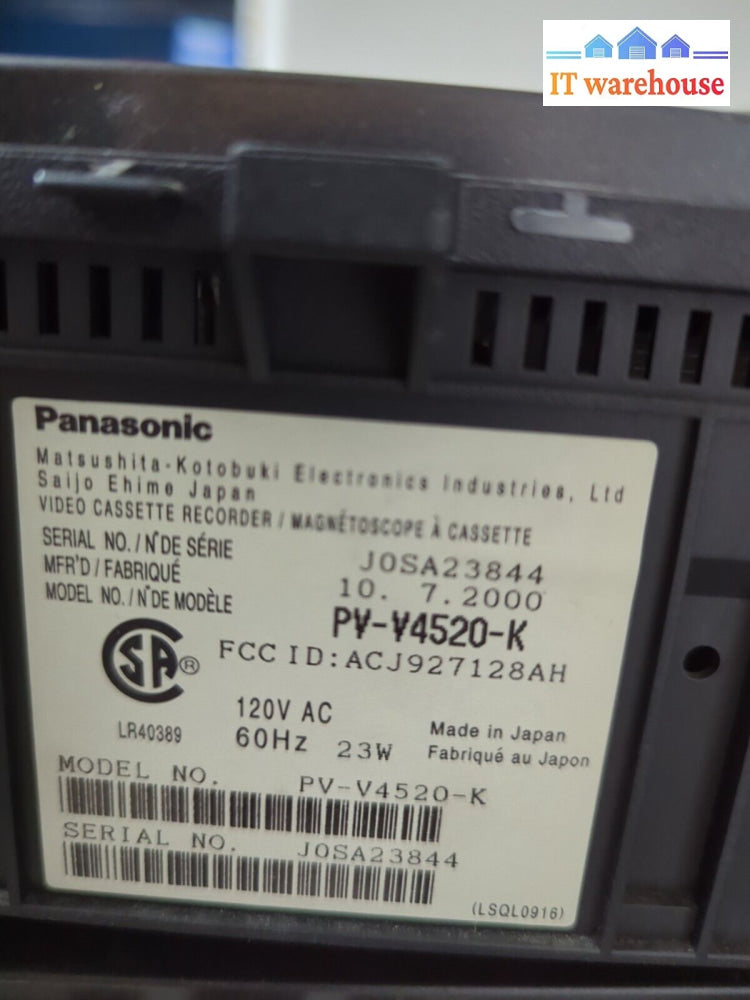 IT warehouse
Panasonic
Matsushita-Kotobuki Electronics Industries, Ltd
Saijo Ehime Japan
VIDEO CASSETTE RECORDER / MAGNÉTOSCOPE À CASSETTE
SERIAL NO. / N° DE SÉRIE J0SA23844
MFR'D / FABRIQUÉ 10. 7.2000
MODEL NO. / N° DE MODÈLE PV-V4520-K
SA ®
FCC ID:ACJ927128AH
LR40389
120V AC
60Hz 23W
Made in Japan
Fabriqué au Japon
MODEL NO. PV-V4520-K
SERIAL NO. J0SA23844
(LSQL0916)